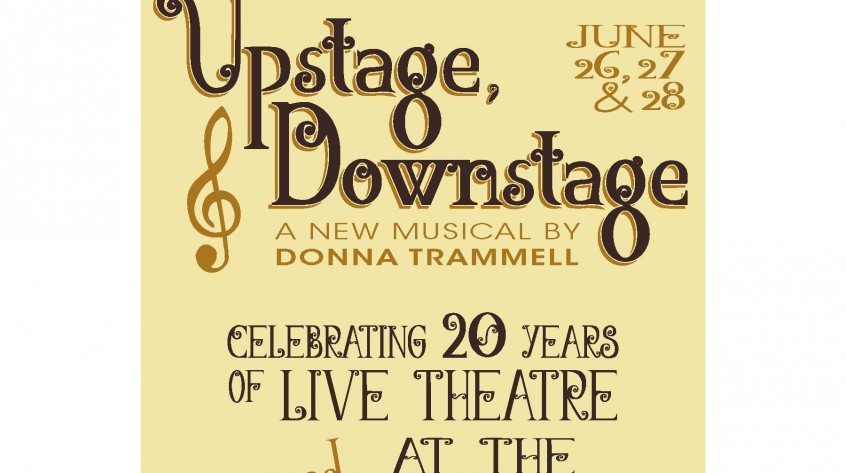 Upstage,
Downstage
JUNE
26, 27
& 28
A NEW MUSICAL BY
DONNA TRAMMELL
CELEBRATING 20 YEARS
OF LIVE THEATRE
AT THE